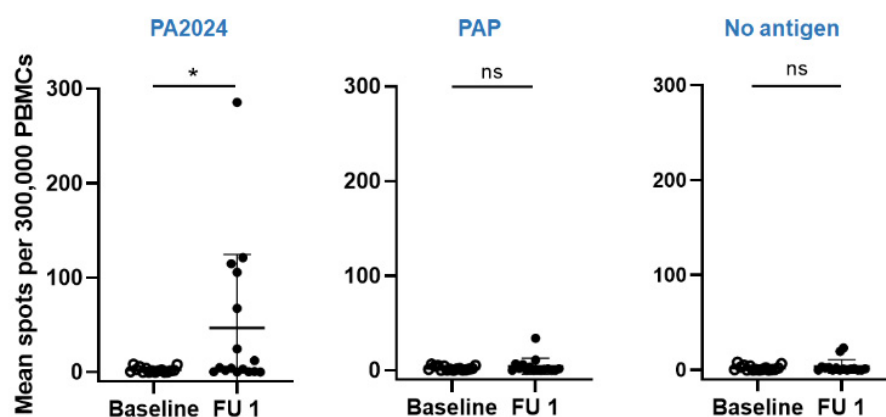 PA2024
PAP
No antigen
Mean spots per 300,000 PBMCs
*
ns
ns
300
200
100
0
300
200
100
0
300
200
100
0
Baseline FU 1
Baseline FU 1
Baseline FU 1